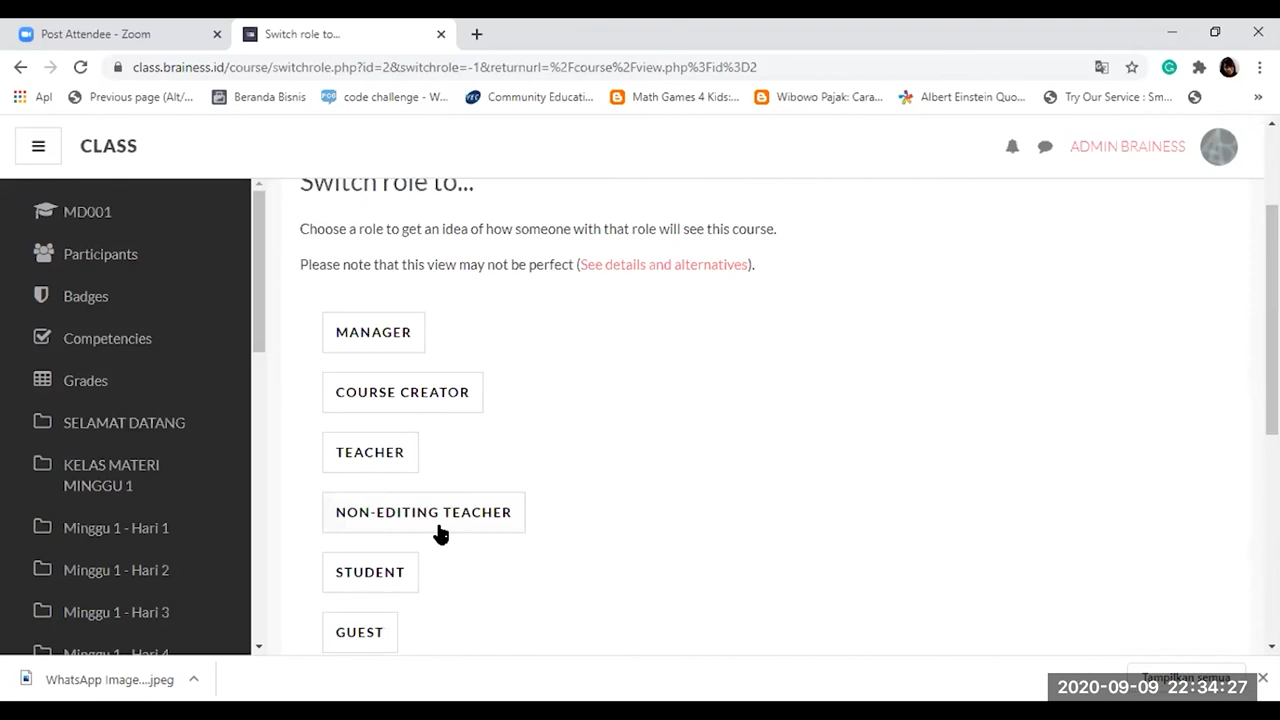 Post Attendee - Zoom
Switch role to...
class.brainess.id/course/switchrole.php?id=2&switchrole=-1&returnurl=%2Fcourse%2Fview.php%3Fid%3D2
Apl
Previous page (Alt/...
Beranda Bisnis
code challenge - W...
Community Educati...
Math Games 4 Kids:...
Wibowo Pajak: Cara...
Albert Einstein Quo...
Try Our Service : Sm...
CLASS
ADMIN BRAINESS
MD001
Participants
Badges
Competencies
Grades
SELAMAT DATANG
KELAS MATERI
MINGGU 1
Minggu 1 - Hari 1
Minggu 1 - Hari 2
Minggu 1 - Hari 3
Minggu 1 - Hari 4
Switch role to...
Choose a role to get an idea of how someone with that role will see this course.
Please note that this view may not be perfect (See details and alternatives).
MANAGER
COURSE CREATOR
TEACHER
NON-EDITING TEACHER
STUDENT
GUEST
WhatsApp Image....jpeg
Tampilkan semua
2020-09-09 22:34:27